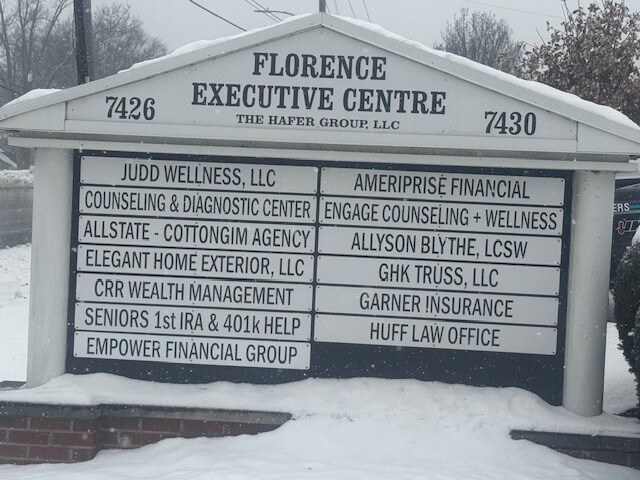 FLORENCE
EXECUTIVE CENTRE
THE HAFER GROUP, LLC
7426
7430
JUDD WELLNESS, LLC
COUNSELING & DIAGNOSTIC CENTER
ALLSTATE - COTTONGIM AGENCY
ELEGANT HOME EXTERIOR, LLC
CRR WEALTH MANAGEMENT
SENIORS 1st IRA & 401k HELP
EMPOWER FINANCIAL GROUP
AMERIPRISE FINANCIAL
ENGAGE COUNSELING + WELLNESS
ALLYSON BLYTHE, LCSW
GHK TRUSS, LLC
GARNER INSURANCE
HUFF LAW OFFICE
ERS